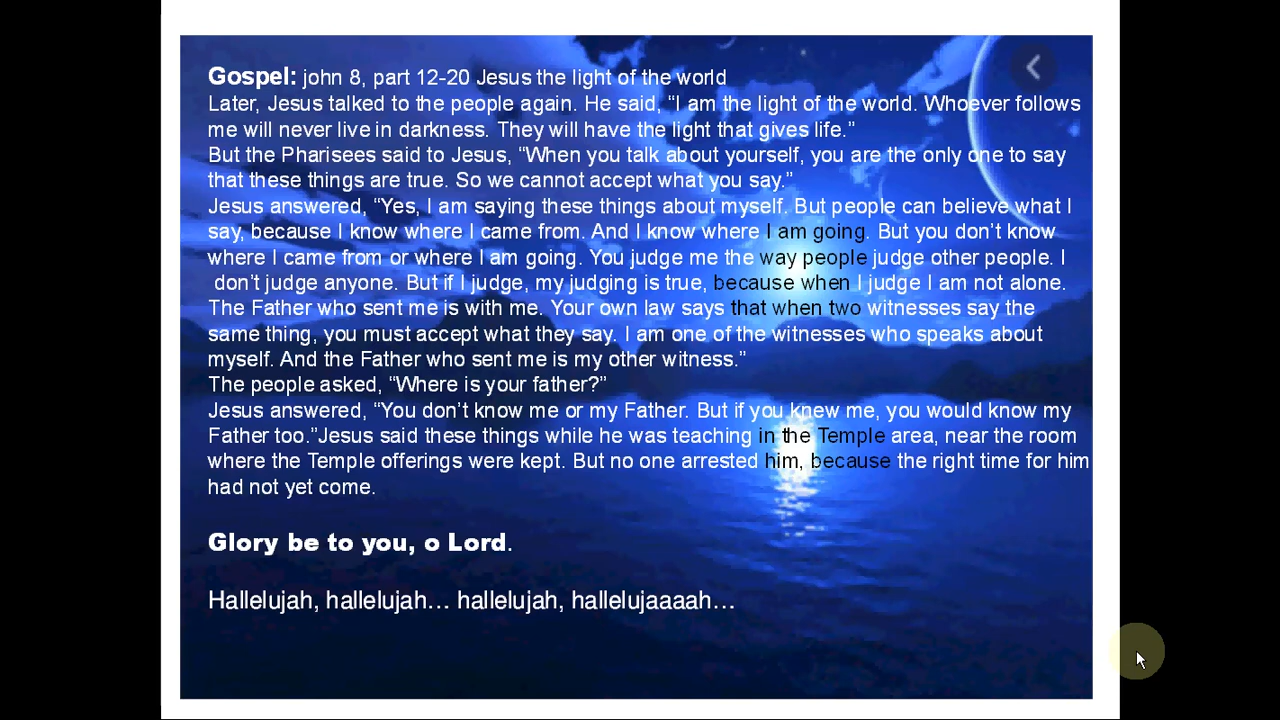 Gospel: john 8, part 12-20 Jesus the light of the world
Later, Jesus talked to the people again. He said, “I am the light of the world. Whoever follows
me will never live in darkness. They will have the light that gives life.”
But the Pharisees said to Jesus, “When you talk about yourself, you are the only one to say
that these things are true. So we cannot accept what you say.”
Jesus answered, “Yes, I am saying these things about myself. But people can believe what I
say, because I know where I came from. And I know where I am going. But you don’t know
where I came from or where I am going. You judge me the way people judge other people. I
don’t judge anyone. But if I judge, my judging is true, because when I judge I am not alone.
The Father who sent me is with me. Your own law says that when two witnesses say the
same thing, you must accept what they say. I am one of the witnesses who speaks about
myself. And the Father who sent me is my other witness.”
The people asked, “Where is your father?”
Jesus answered, “You don’t know me or my Father. But if you knew me, you would know my
Father too.”Jesus said these things while he was teaching in the Temple area, near the room
where the Temple offerings were kept. But no one arrested him, because the right time for him
had not yet come.
Glory be to you, o Lord.
Hallelujah, hallelujah… hallelujah, hallelujaaaah…